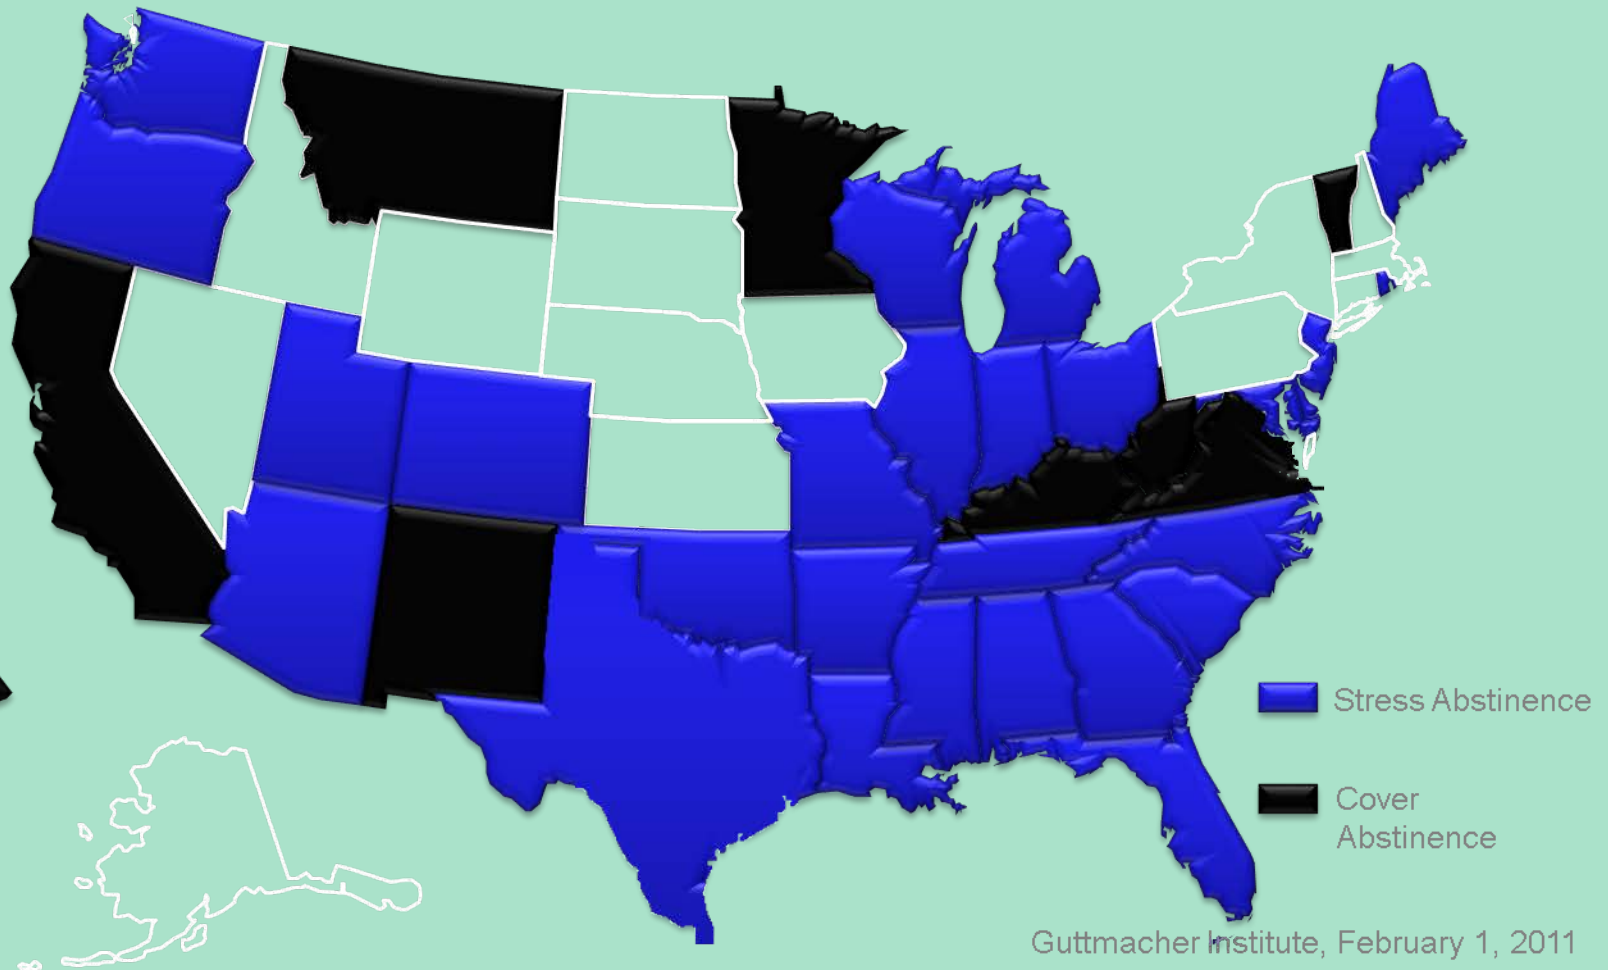 Stress Abstinence
Cover
Abstinence
Guttmacher Institute, February 1, 2011